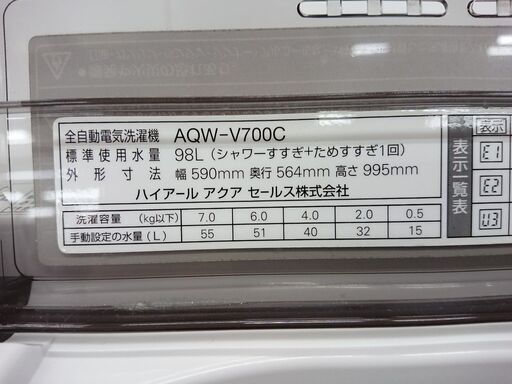 全自動電気洗濯機 AQW-V700C
標準使用水量 98L（シャワーすすぎ+ためすすぎ1回）
外形寸法 幅 590mm 奥行 564mm 高さ 995mm
ハイアール アクア セールス株式会社
洗濯容量 (kg以下) 7.0 6.0 4.0 2.0 0.5
手動設定の水量(L) 55 51 40 32 15
表示一覧表
表示
E1
E2
U3